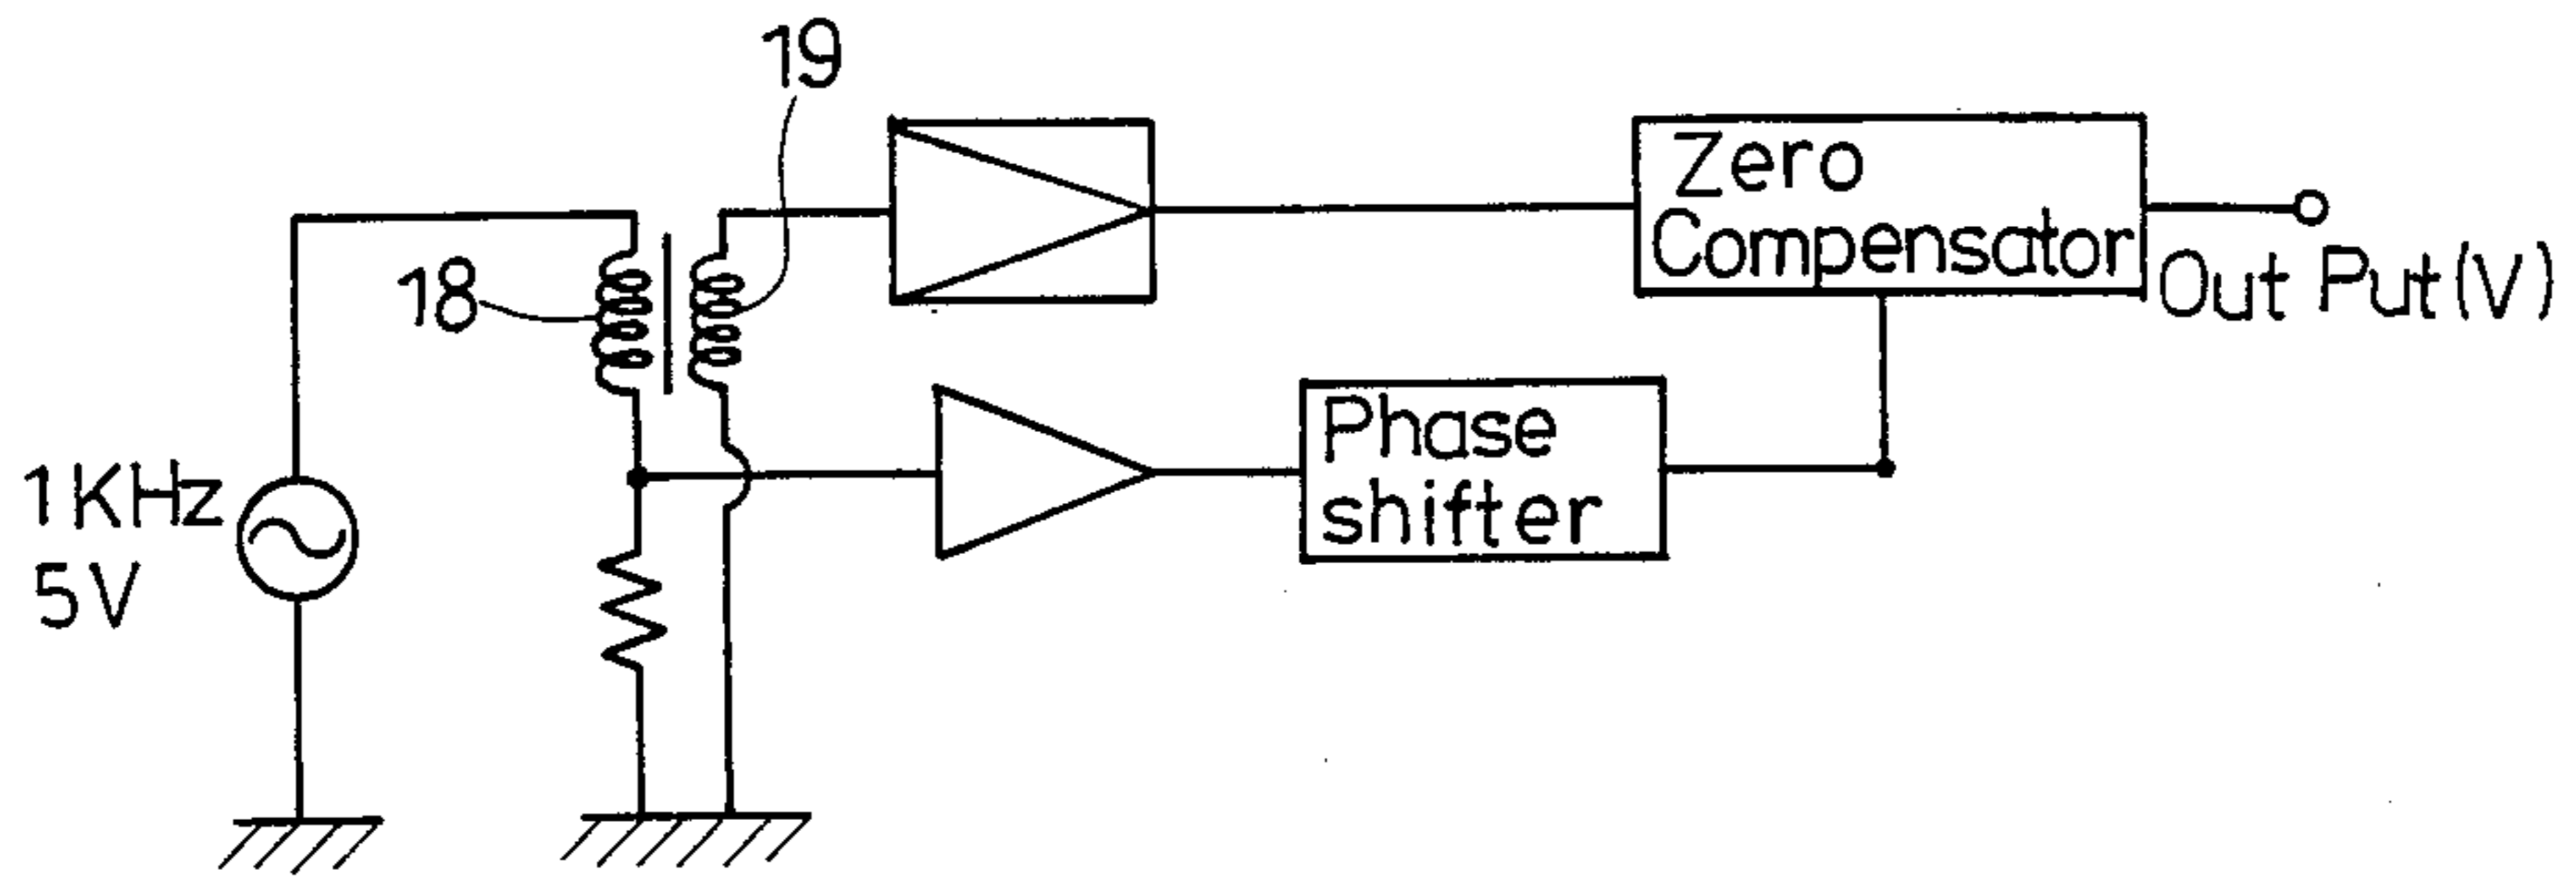 19
18
1KHz
5V
Zero
Compensator
Out Put(V)
Phase
shifter